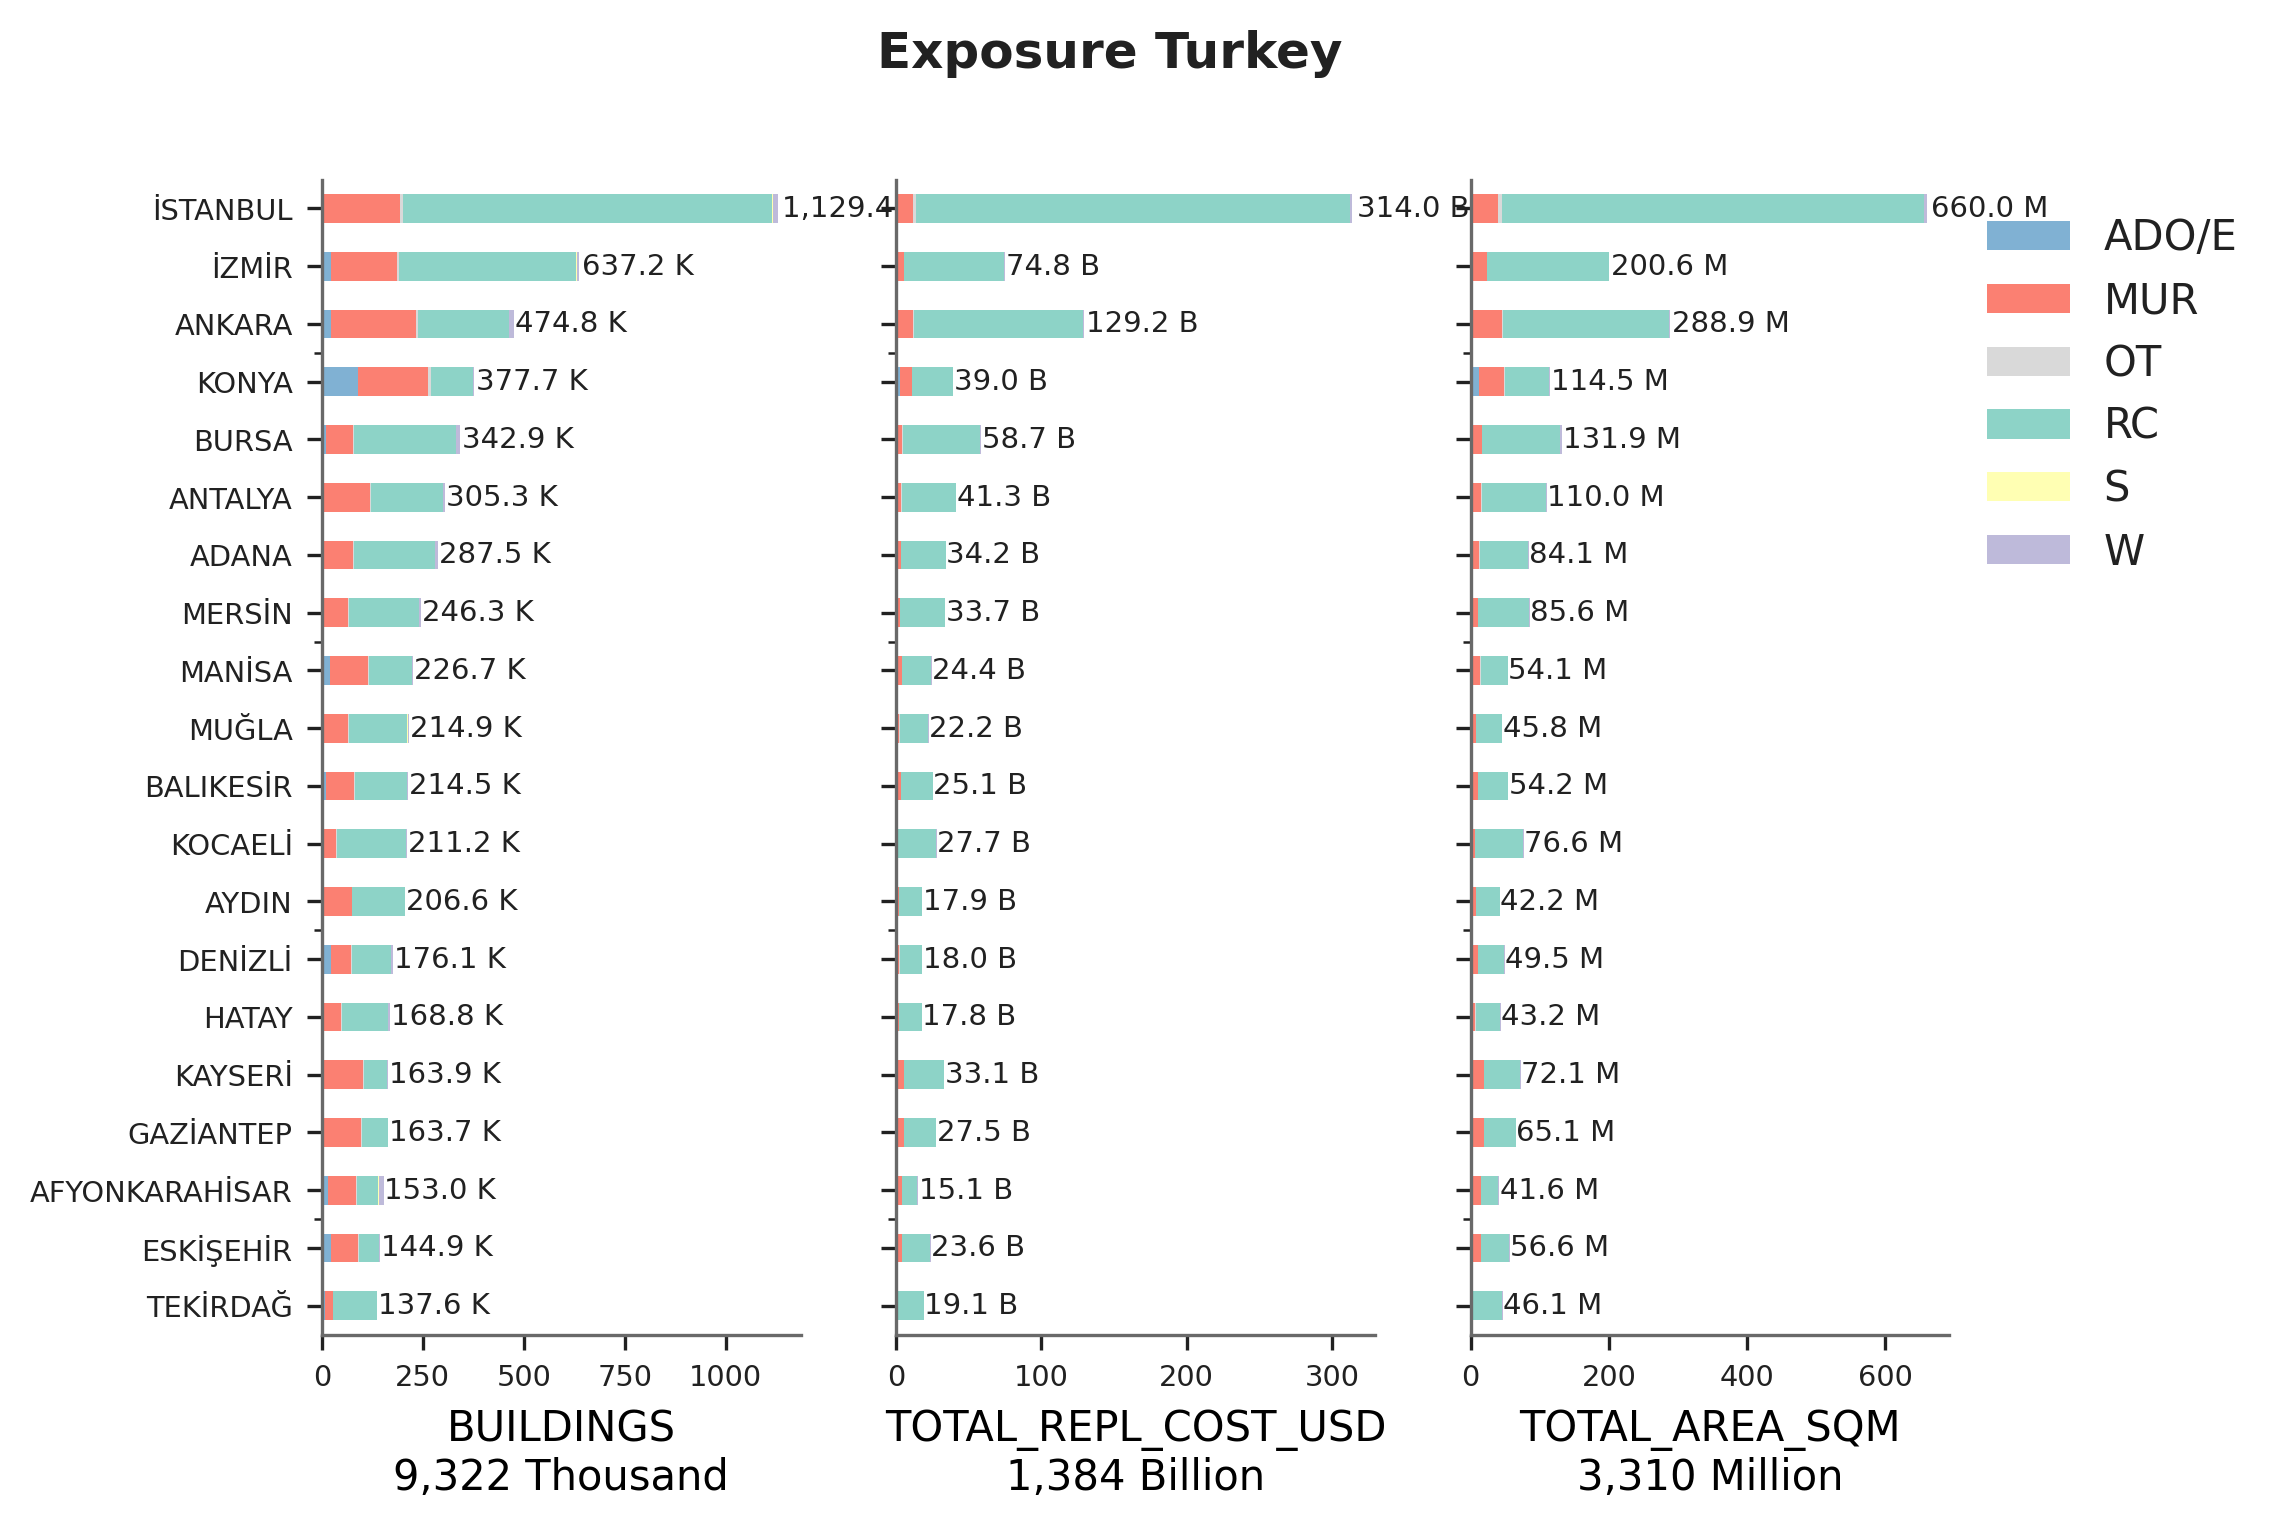 Exposure Turkey
İSTANBUL 1,129.4 314.0 B 660.0 M
İZMİR 637.2 K 74.8 B 200.6 M
ANKARA 474.8 K 129.2 B 288.9 M
KONYA 377.7 K 39.0 B 114.5 M
BURSA 342.9 K 58.7 B 131.9 M
ANTALYA 305.3 K 41.3 B 110.0 M
ADANA 287.5 K 34.2 B 84.1 M
MERSİN 246.3 K 33.7 B 85.6 M
MANİSA 226.7 K 24.4 B 54.1 M
MUĞLA 214.9 K 22.2 B 45.8 M
BALIKESİR 214.5 K 25.1 B 54.2 M
KOCAELİ 211.2 K 27.7 B 76.6 M
AYDIN 206.6 K 17.9 B 42.2 M
DENİZLİ 176.1 K 18.0 B 49.5 M
HATAY 168.8 K 17.8 B 43.2 M
KAYSERİ 163.9 K 33.1 B 72.1 M
GAZİANTEP 163.7 K 27.5 B 65.1 M
AFYONKARAHİSAR 153.0 K 15.1 B 41.6 M
ESKİŞEHİR 144.9 K 23.6 B 56.6 M
TEKİRDAĞ 137.6 K 19.1 B 46.1 M
0 250 500 750 1000
0 100 200 300
0 200 400 600
BUILDINGS
9,322 Thousand
TOTAL_REPL_COST_USD
1,384 Billion
TOTAL_AREA_SQM
3,310 Million
ADO/E
MUR
OT
RC
S
W